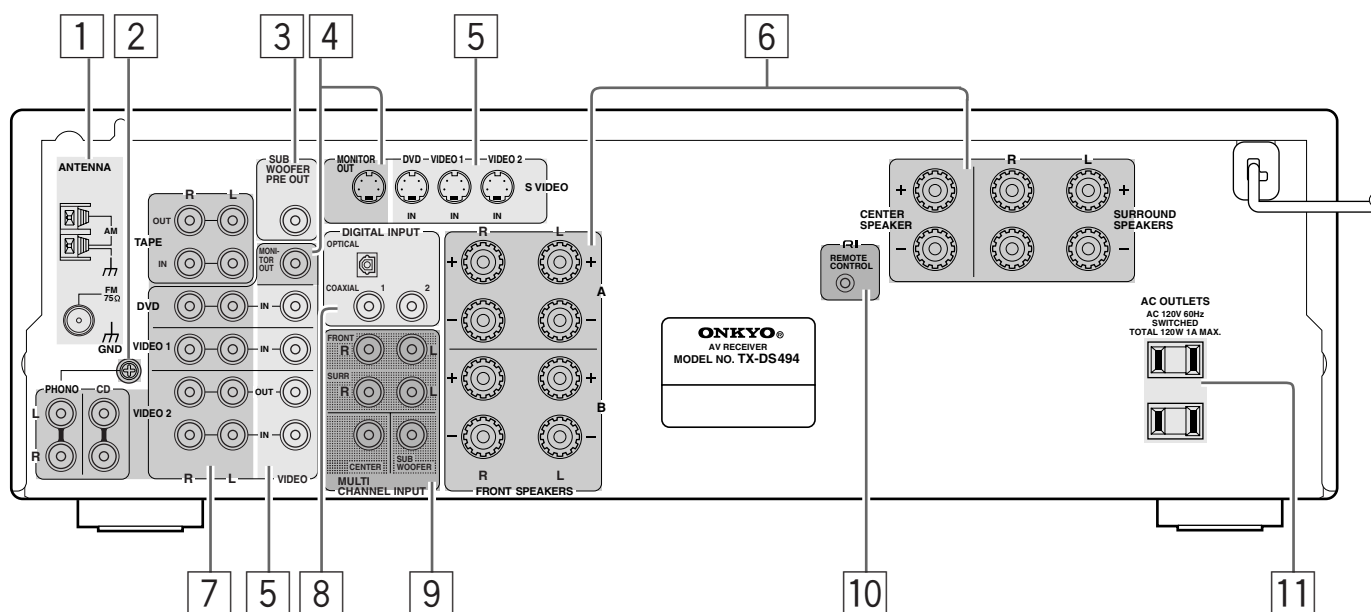 1 2 3 4 5 6
ANTENNA
AM
FM
75Ω
GND
SUB
WOOFER
PRE OUT
MONITOR
OUT
DVD VIDEO 1 VIDEO 2
S VIDEO
IN IN IN
R L
OUT
TAPE
IN
MONI-
TOR
OUT
DVD
IN
VIDEO 1
IN
OUT
VIDEO 2
IN
R L VIDEO
PHONO CD
L
R
DIGITAL INPUT
OPTICAL
COAXIAL 1 2
FRONT
R L
SURR
R L
CENTER
SUB
WOOFER
MULTI
CHANNEL INPUT
R L
+ +
A
− −
+ +
B
− −
R L
FRONT SPEAKERS
ONKYO®
AV RECEIVER
MODEL NO. TX-DS494
RI
REMOTE
CONTROL
R L
+ +
CENTER
SPEAKER
SURROUND
SPEAKERS
− −
AC OUTLETS
AC 120V 60Hz
SWITCHED
TOTAL 120W 1A MAX.
7 5 8 9 10 11